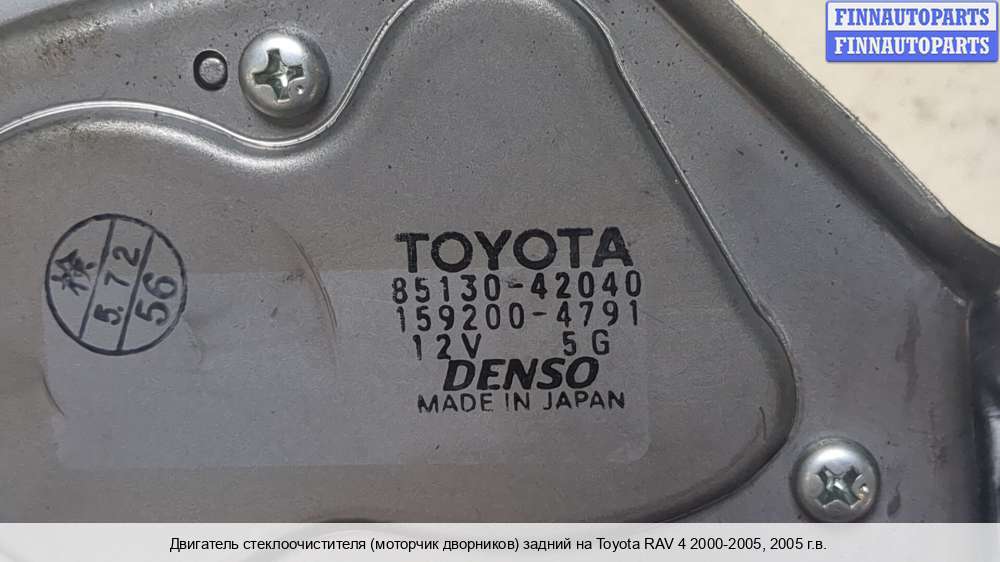 FINNAUTOPARTS
FINNAUTOPARTS
検
5.72
56
TOYOTA
85130-42040
159200-4791
12V 5G
DENSO
MADE IN JAPAN
Двигатель стеклоочистителя (моторчик дворников) задний на Toyota RAV 4 2000-2005, 2005 г.в.